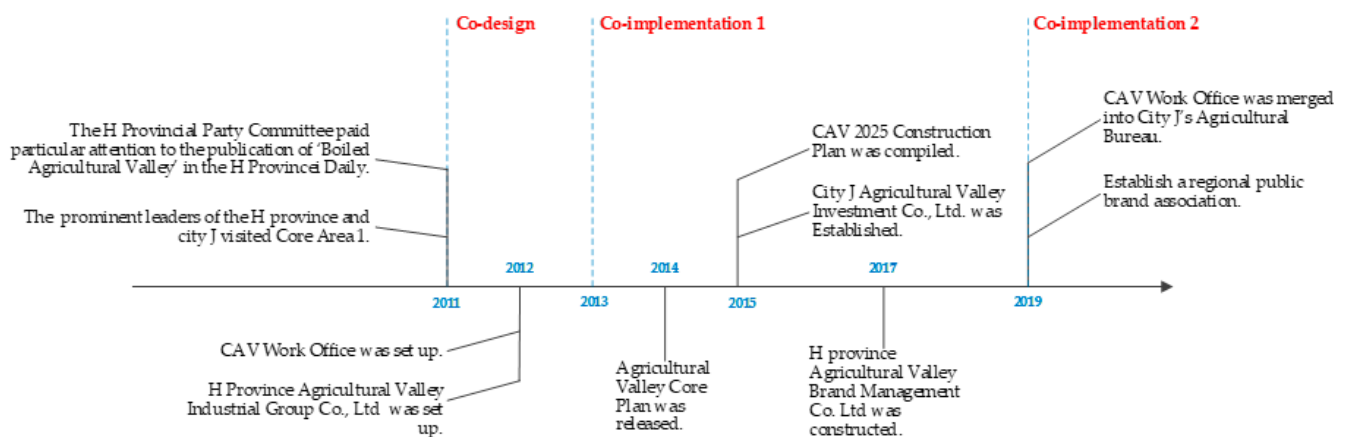 Co-design
Co-implementation 1
Co-implementation 2
The H Provincial Party Committee paid
particular attention to the publication of ‘Boiled
Agricultural Valley’ in the H Provincei Daily.
The prominent leaders of the H province and
city J visited Core Area 1.
CAV 2025 Construction
Plan was compiled.
City J Agricultural Valley
Investment Co., Ltd. was
Established.
CAV Work Office was merged
into City J’s Agricultural
Bureau.
Establish a regional public
brand association.
2012
2014
2017
2011
2013
2015
2019
CAV Work Office was set up.
H Province Agricultural Valley
Industrial Group Co., Ltd was set
up.
Agricultural
Valley Core
Plan was
released.
H province
Agricultural Valley
Brand Management
Co. Ltd was
constructed.